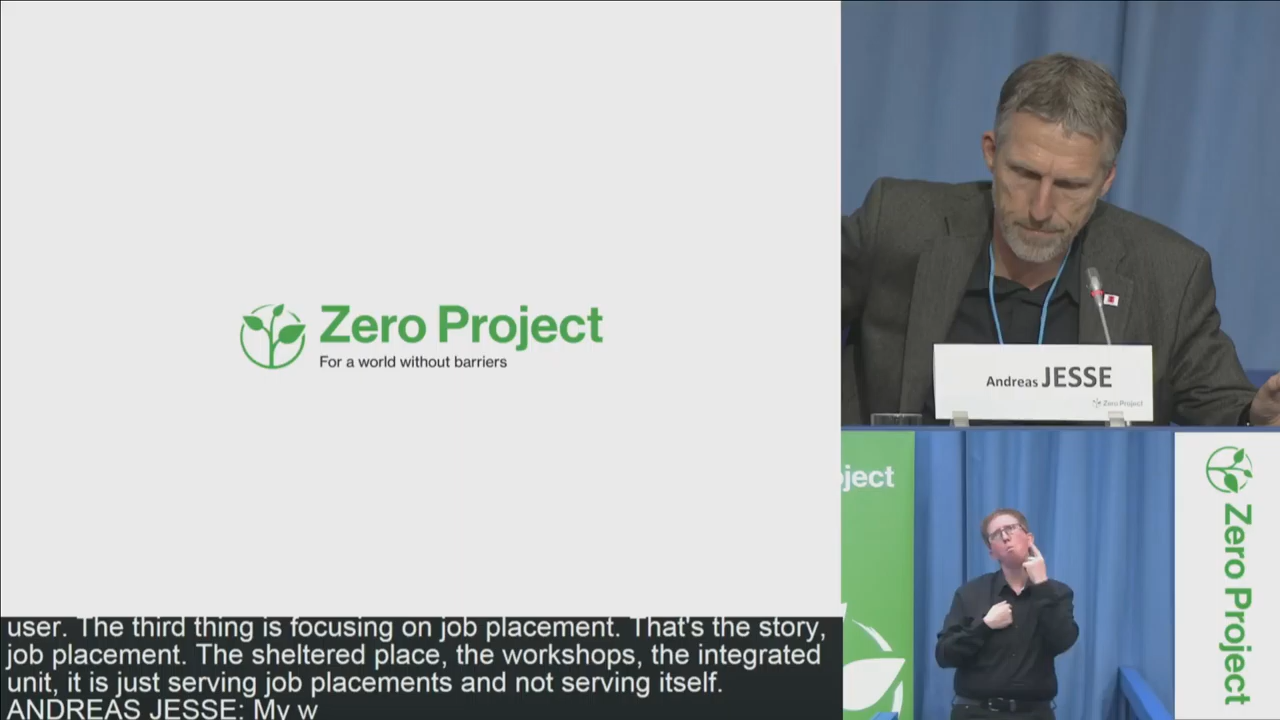 Zero Project
For a world without barriers
user. The third thing is focusing on job placement. That's the story,
job placement. The sheltered place, the workshops, the integrated
unit, it is just serving job placements and not serving itself.
ANDREAS JESSE: My w
Andreas JESSE
Zero Project
ject
Zero Project